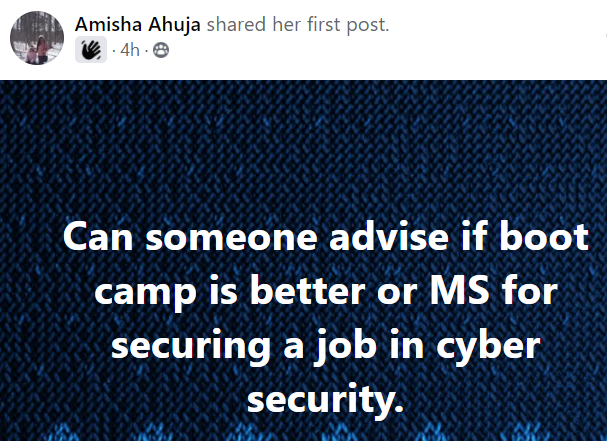 Amisha Ahuja shared her first post.
· 4h ·
Can someone advise if boot
camp is better or MS for
securing a job in cyber
security.